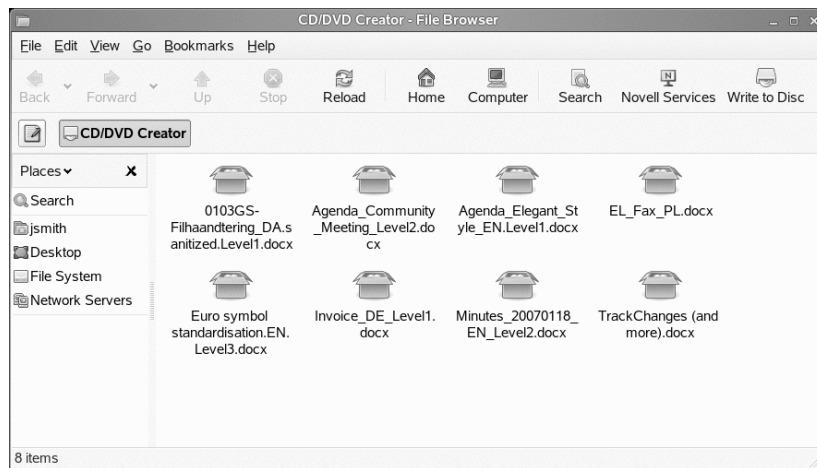 CD/DVD Creator - File Browser
File Edit View Go Bookmarks Help
Back Forward Up Stop Reload Home Computer Search Novell Services Write to Disc
CD/DVD Creator
Places
Search
jsmith
Desktop
File System
Network Servers
0103GS-
Filhaandtering_DA.s
anitized.Level1.docx
Agenda_Community
_Meeting_Level2.do
cx
Agenda_Elegant_St
yle_EN.Level1.docx
EL_Fax_PL.docx
Euro symbol
standardisation.EN.
Level3.docx
Invoice_DE_Level1.
docx
Minutes_20070118_
EN_Level2.docx
TrackChanges (and
more).docx
8 items